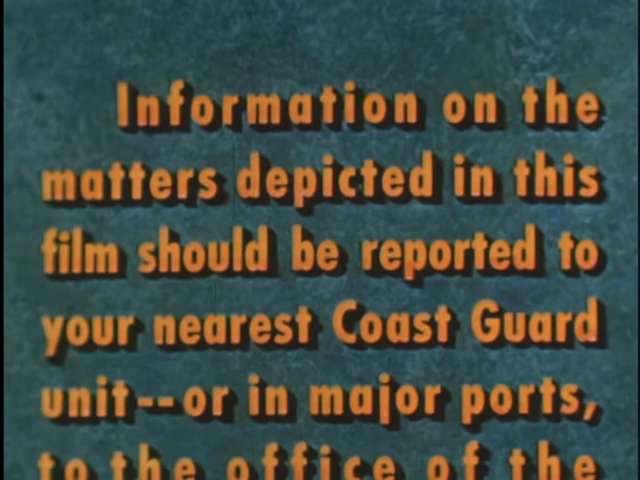 Information on the
matters depicted in this
film should be reported to
your nearest Coast Guard
unit--or in major ports,
to the office of the